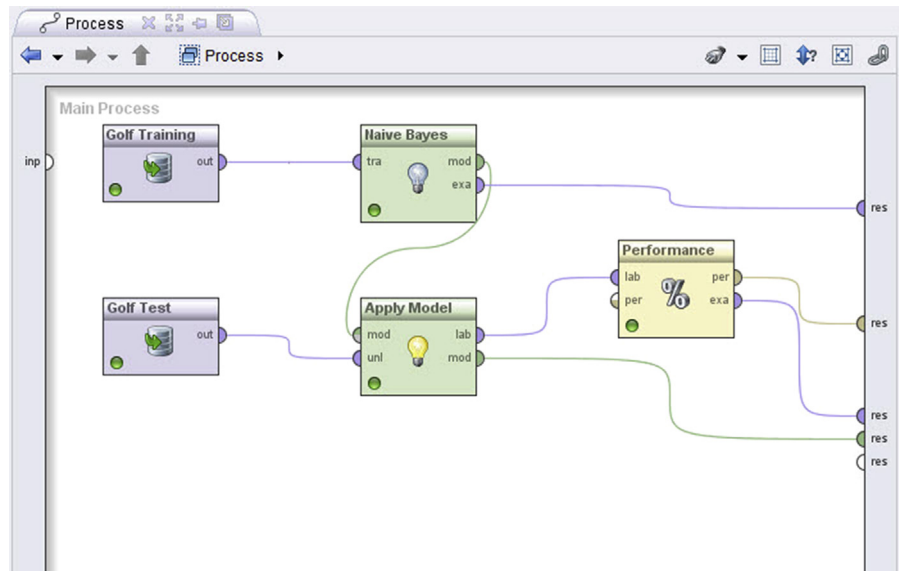 Process
Process
Main Process
inp
Golf Training
out
Naive Bayes
tra
mod
exa
res
Performance
lab
per
per
exa
res
Golf Test
out
Apply Model
mod
lab
unl
mod
res
res
res